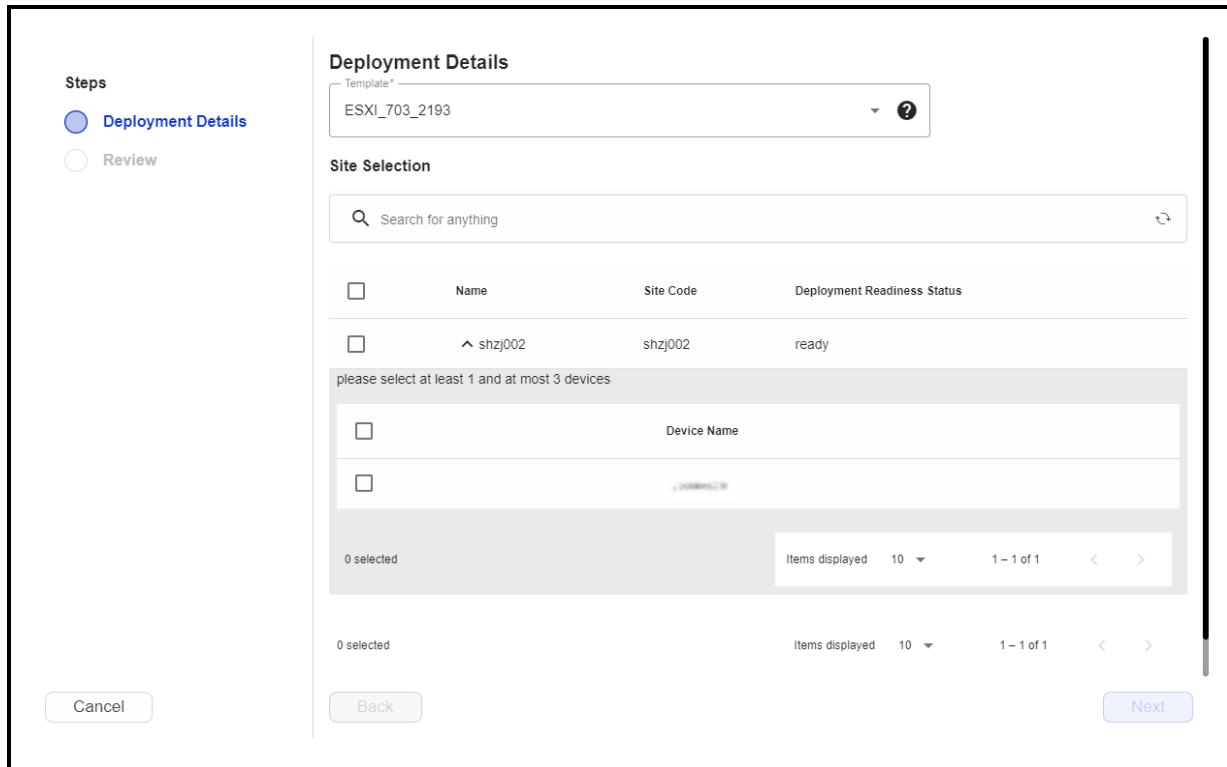 Steps
Deployment Details
Review
Deployment Details
Template*
ESXI_703_2193
Site Selection
Search for anything
Name Site Code Deployment Readiness Status
shzj002 shzj002 ready
please select at least 1 and at most 3 devices
Device Name
0 selected Items displayed 10 1 – 1 of 1
0 selected Items displayed 10 1 – 1 of 1
Cancel Back Next